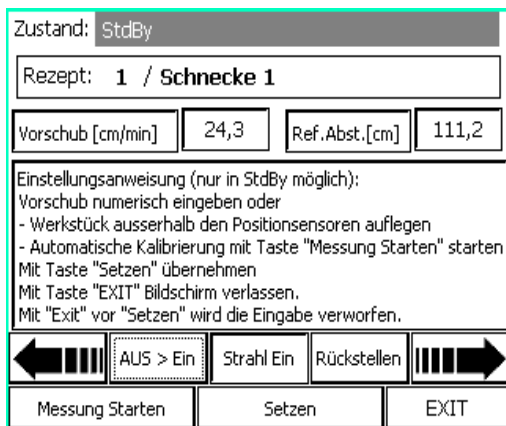 Zustand: StdBy
Rezept: 1 / Schnecke 1
Vorschub [cm/min] 24,3 Ref.Abst.[cm] 111,2
Einstellungsanweisung (nur in StdBy möglich):
Vorschub numerisch eingeben oder
- Werkstück ausserhalb den Positionsensoren auflegen
- Automatische Kalibrierung mit Taste "Messung Starten" starten
Mit Taste "Setzen" übernehmen
Mit Taste "EXIT" Bildschirm verlassen.
Mit "Exit" vor "Setzen" wird die Eingabe verworfen.
AUS > Ein Strahl Ein Rückstellen
Messung Starten Setzen EXIT